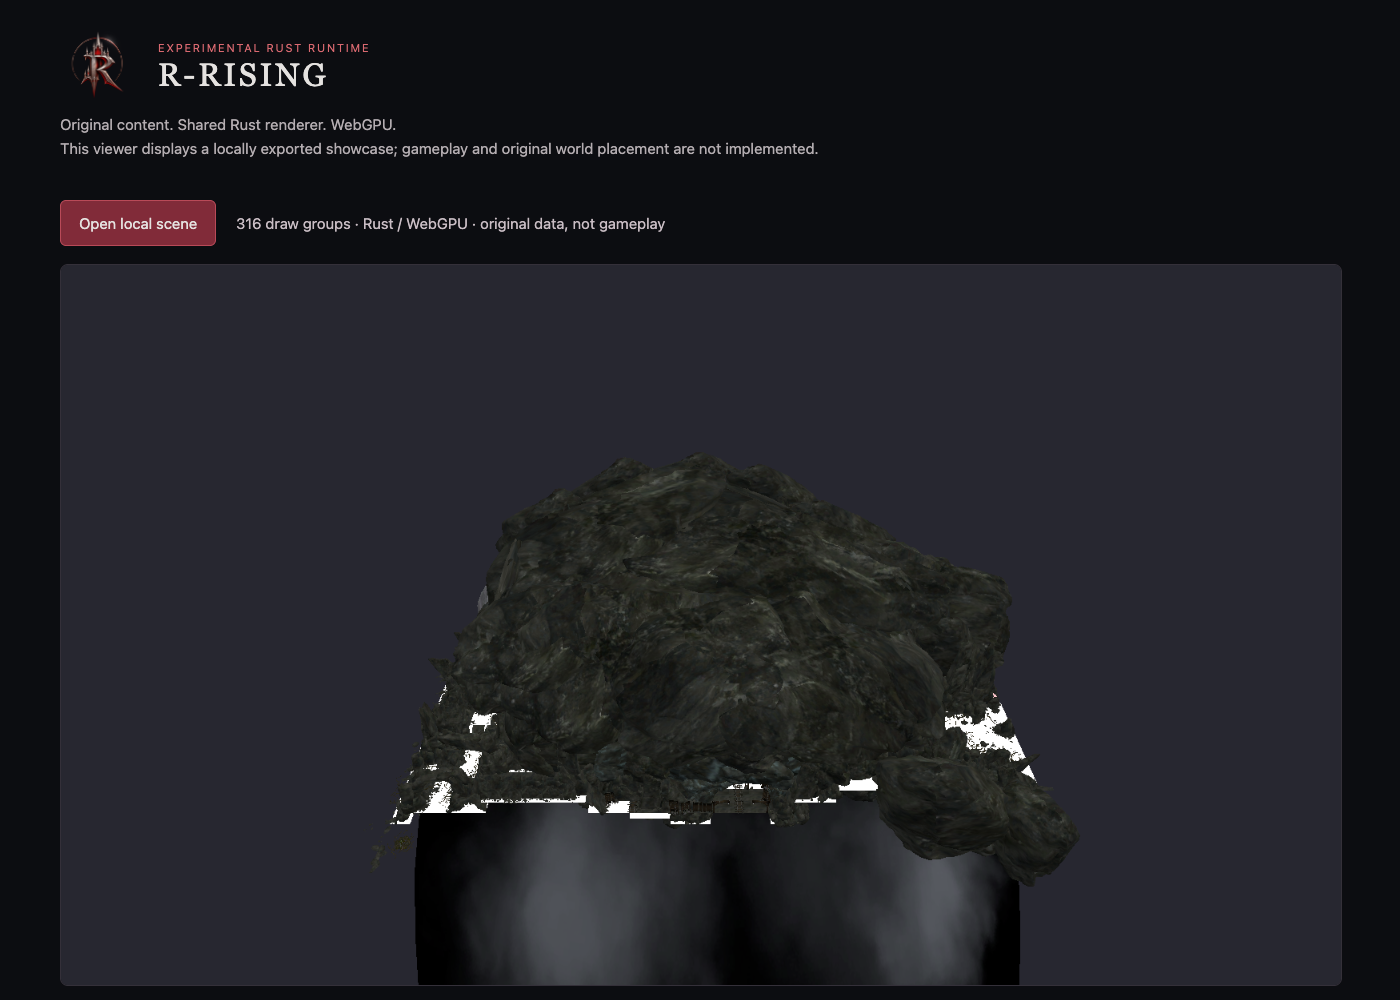 EXPERIMENTAL RUST RUNTIME
R-RISING
Original content. Shared Rust renderer. WebGPU.
This viewer displays a locally exported showcase; gameplay and original world placement are not implemented.
Open local scene
316 draw groups · Rust / WebGPU · original data, not gameplay